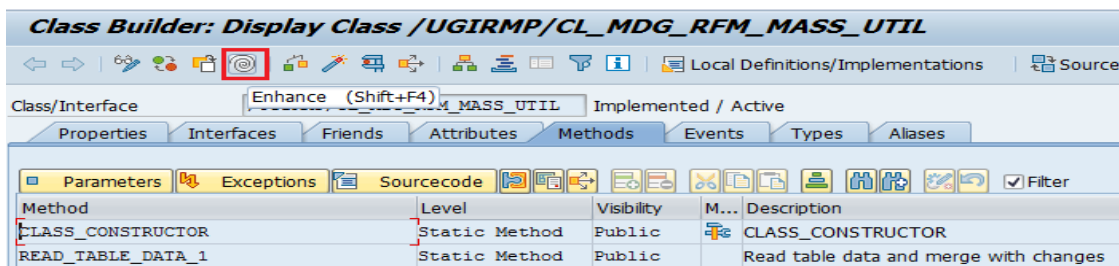 Class Builder: Display Class /UGIRMP/CL_MDG_RFM_MASS_UTIL
Local Definitions/Implementations Source
Class/Interface MASS_UTIL Implemented / Active
Enhance (Shift+F4)
Properties Interfaces Friends Attributes Methods Events Types Aliases
Parameters Exceptions Sourcecode Filter
Method Level Visibility M... Description
CLASS_CONSTRUCTOR Static Method Public CLASS_CONSTRUCTOR
READ_TABLE_DATA_1 Static Method Public Read table data and merge with changes